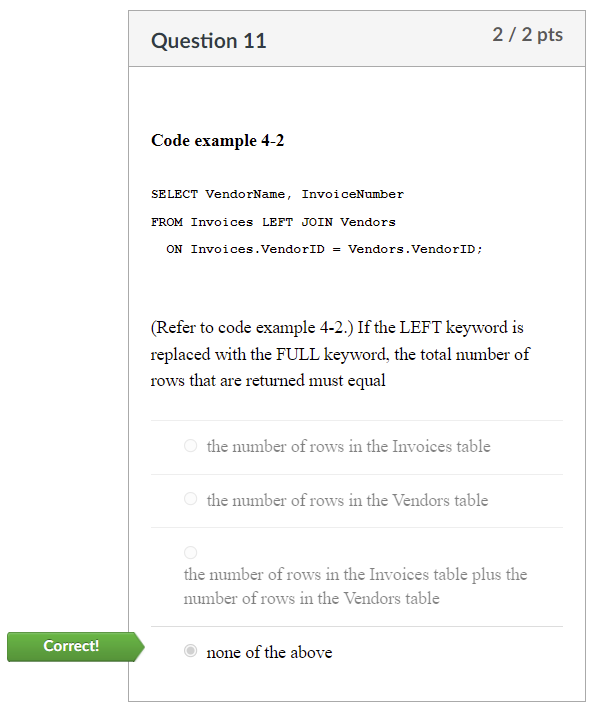 Question 11
2 / 2 pts
Code example 4-2
SELECT VendorName, InvoiceNumber
FROM Invoices LEFT JOIN Vendors
ON Invoices.VendorID = Vendors.VendorID;
(Refer to code example 4-2.) If the LEFT keyword is
replaced with the FULL keyword, the total number of
rows that are returned must equal
the number of rows in the Invoices table
the number of rows in the Vendors table
the number of rows in the Invoices table plus the
number of rows in the Vendors table
Correct!
none of the above